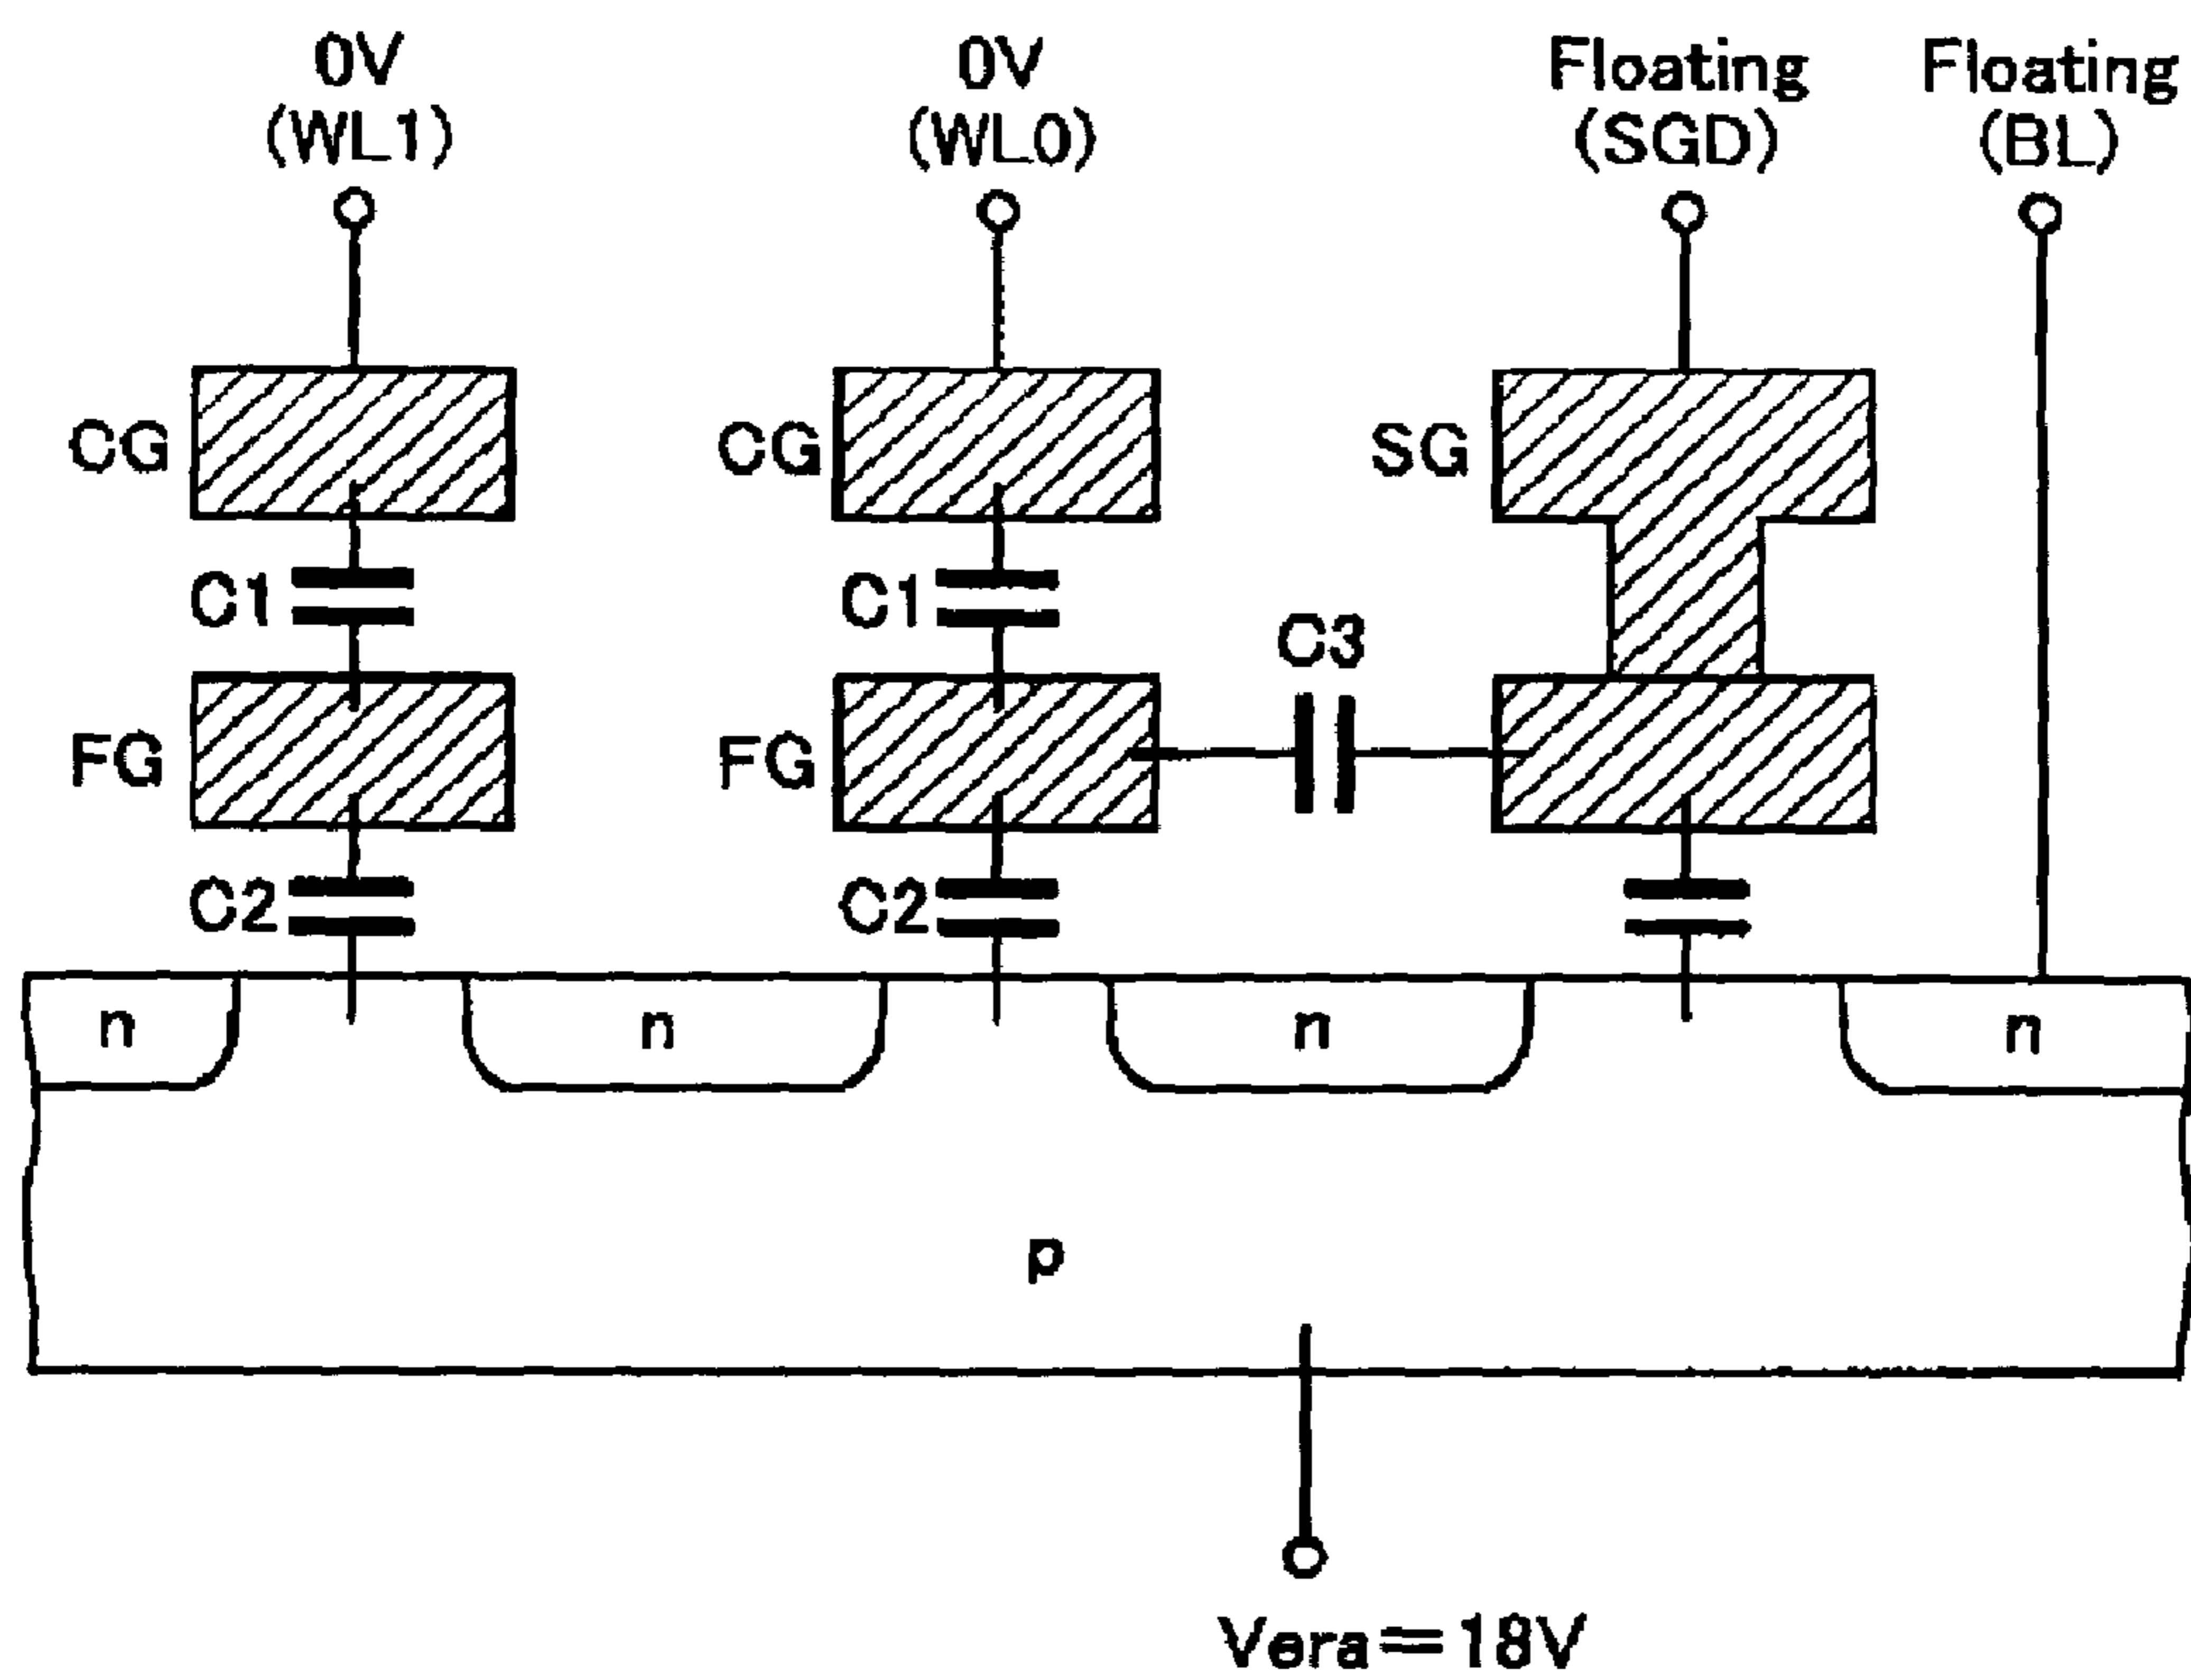 0V 0V Floating Floating
(WL1) (WL0) (SGD) (BL)
CG CG SG
C1 C1 C3
FG FG
C2 C2
n n n n
p
Vera=18V